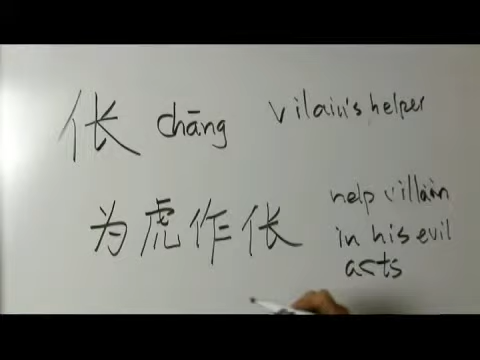 伥 chāng vilain's helper
为虎作伥 help villain
in his evil
acts